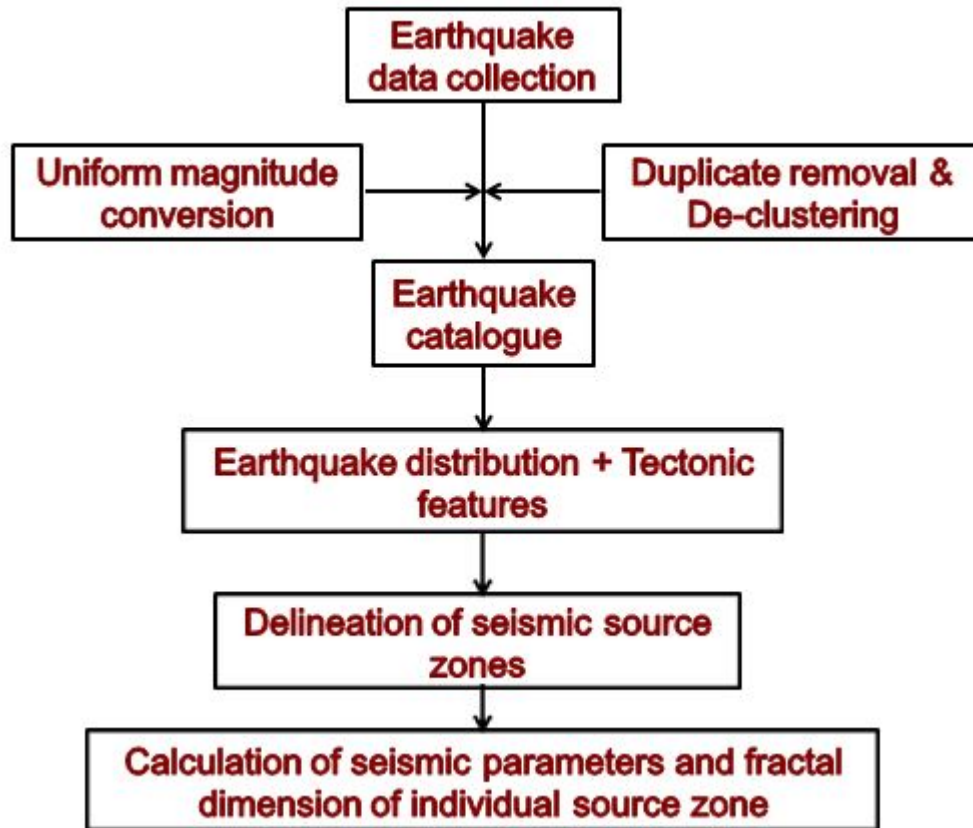 Earthquake
data collection
Uniform magnitude
conversion
Duplicate removal &
De-clustering
Earthquake
catalogue
Earthquake distribution + Tectonic
features
Delineation of seismic source
zones
Calculation of seismic parameters and fractal
dimension of individual source zone